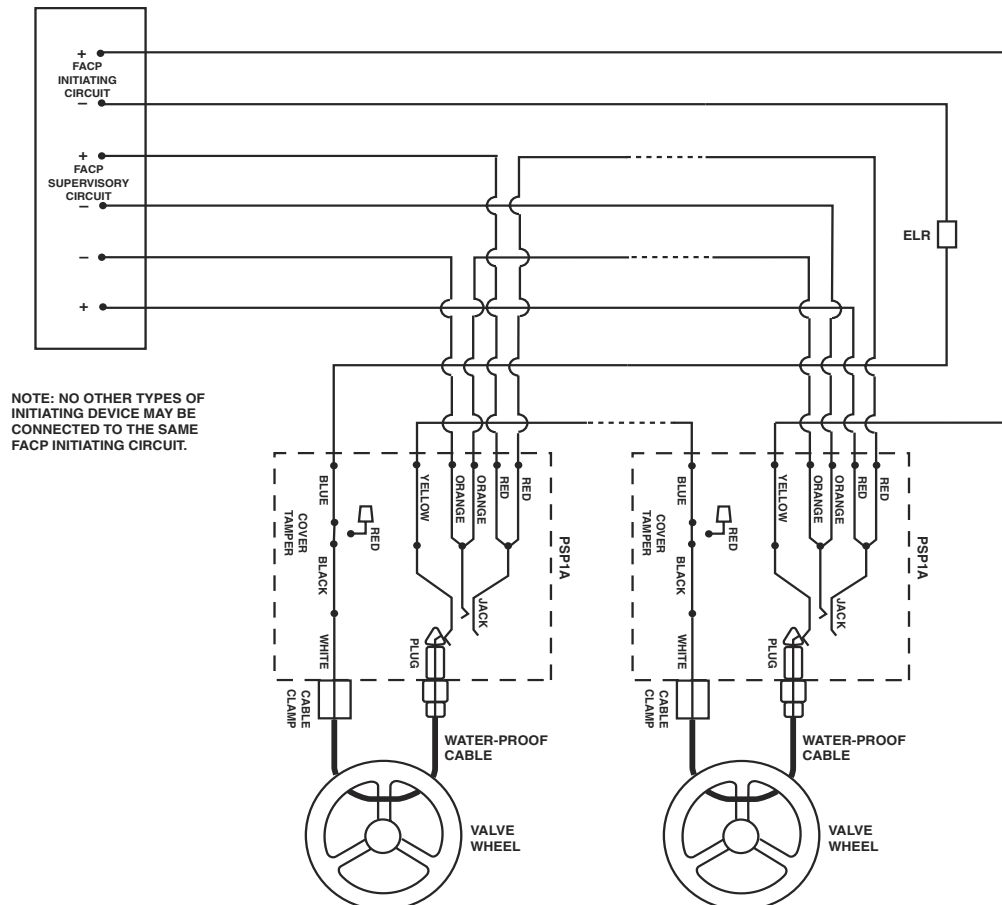 +
FACP
INITIATING
CIRCUIT
–
+
FACP
SUPERVISORY
CIRCUIT
–
–
+
ELR
NOTE: NO OTHER TYPES OF
INITIATING DEVICE MAY BE
CONNECTED TO THE SAME
FACP INITIATING CIRCUIT.
BLUE
COVER
TAMPER
RED
BLACK
WHITE
YELLOW
ORANGE
ORANGE
RED
RED
JACK
PLUG
PSP1A
CABLE
CLAMP
WATER-PROOF
CABLE
VALVE
WHEEL
BLUE
COVER
TAMPER
RED
BLACK
WHITE
YELLOW
ORANGE
ORANGE
RED
RED
JACK
PLUG
PSP1A
CABLE
CLAMP
WATER-PROOF
CABLE
VALVE
WHEEL